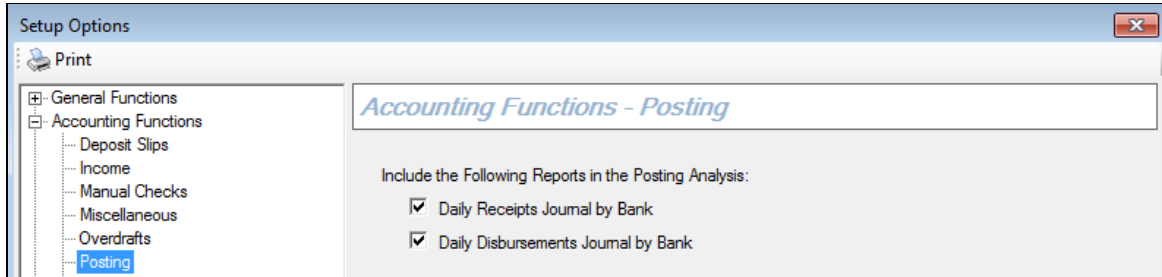 Setup Options
Print
General Functions
Accounting Functions
Deposit Slips
Income
Manual Checks
Miscellaneous
Overdrafts
Posting
Accounting Functions - Posting
Include the Following Reports in the Posting Analysis:
Daily Receipts Journal by Bank
Daily Disbursements Journal by Bank